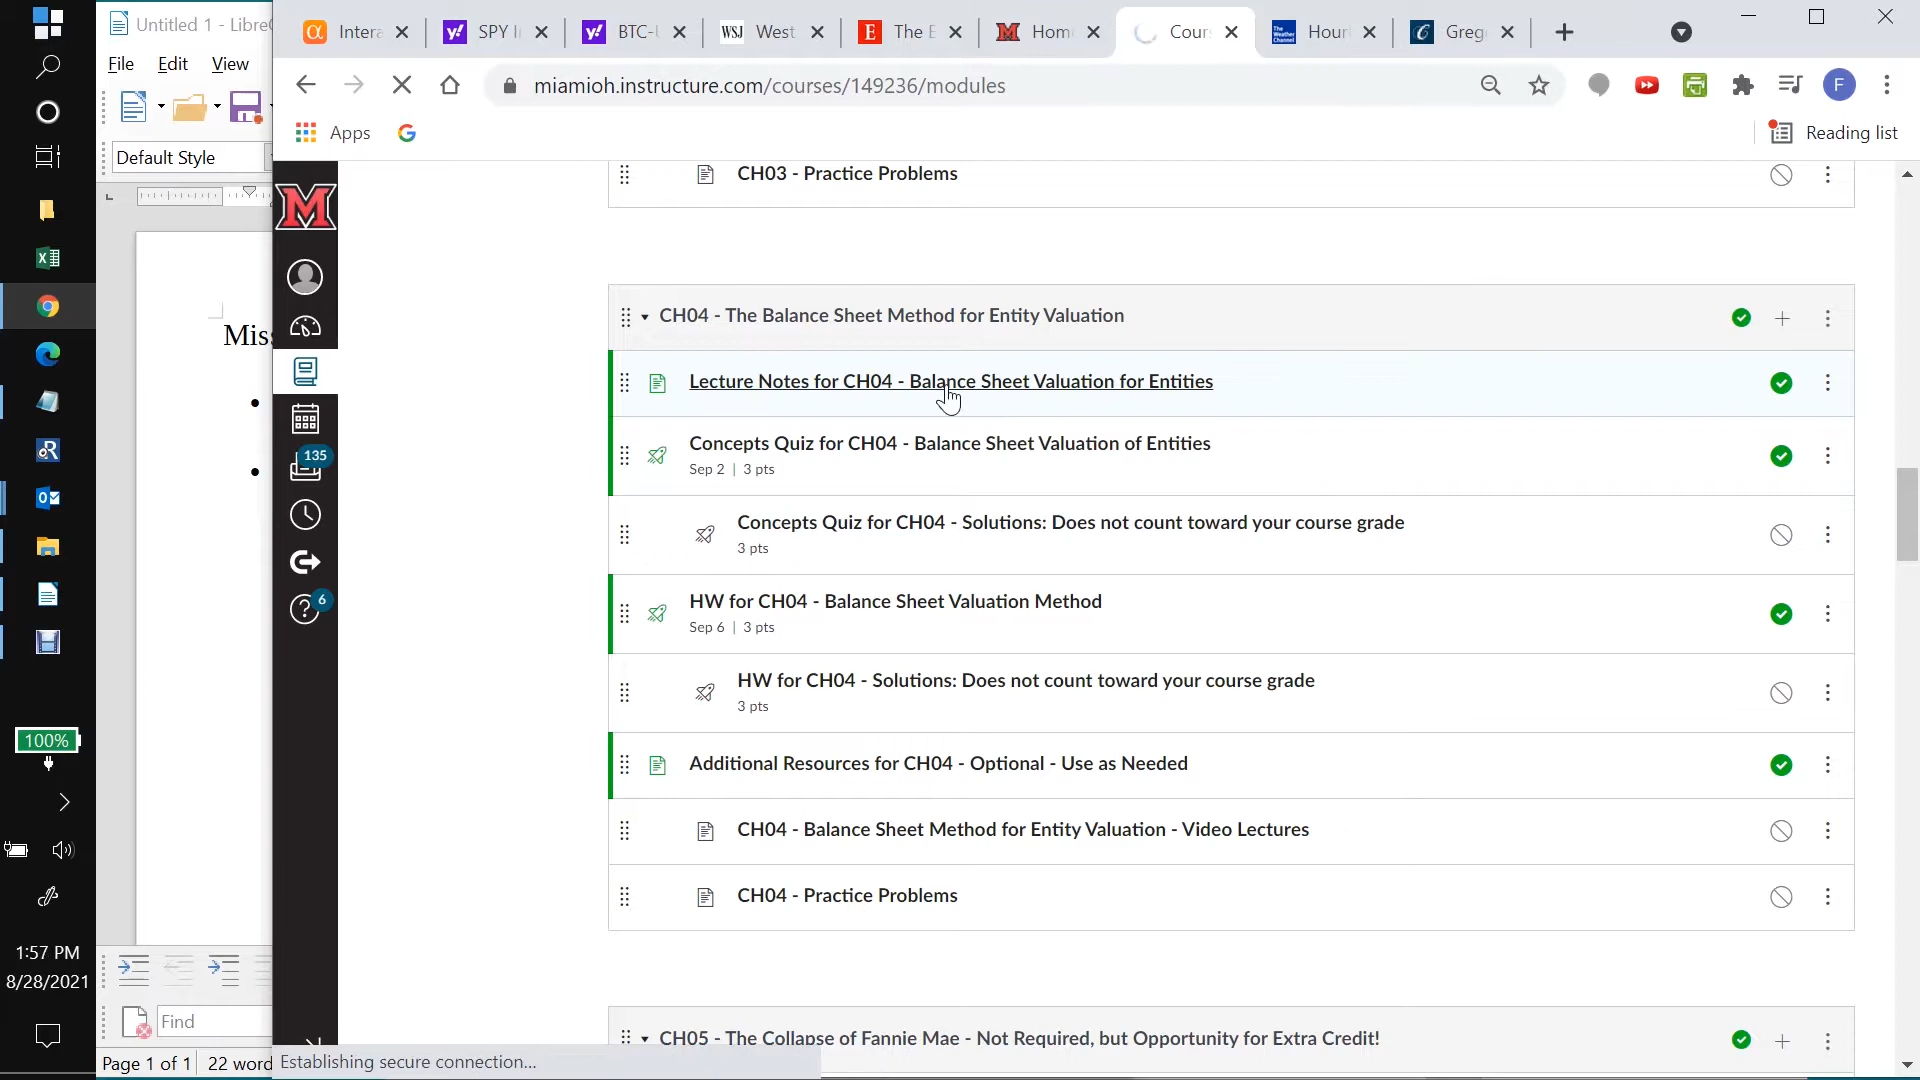 Untitled 1 - Libre
File Edit View
Default Style
Miss
Find
Page 1 of 1 22 word
100%
1:57 PM
8/28/2021
Inter
SPY I
BTC-
WSJ West
The E
Hom
Cour
Hour
Greg
miamioh.instructure.com/courses/149236/modules
F
Apps
Reading list
135
6
CH03 - Practice Problems
CH04 - The Balance Sheet Method for Entity Valuation
Lecture Notes for CH04 - Balance Sheet Valuation for Entities
Concepts Quiz for CH04 - Balance Sheet Valuation of Entities
Sep 2 | 3 pts
Concepts Quiz for CH04 - Solutions: Does not count toward your course grade
3 pts
HW for CH04 - Balance Sheet Valuation Method
Sep 6 | 3 pts
HW for CH04 - Solutions: Does not count toward your course grade
3 pts
Additional Resources for CH04 - Optional - Use as Needed
CH04 - Balance Sheet Method for Entity Valuation - Video Lectures
CH04 - Practice Problems
CH05 - The Collapse of Fannie Mae - Not Required, but Opportunity for Extra Credit!
Establishing secure connection...